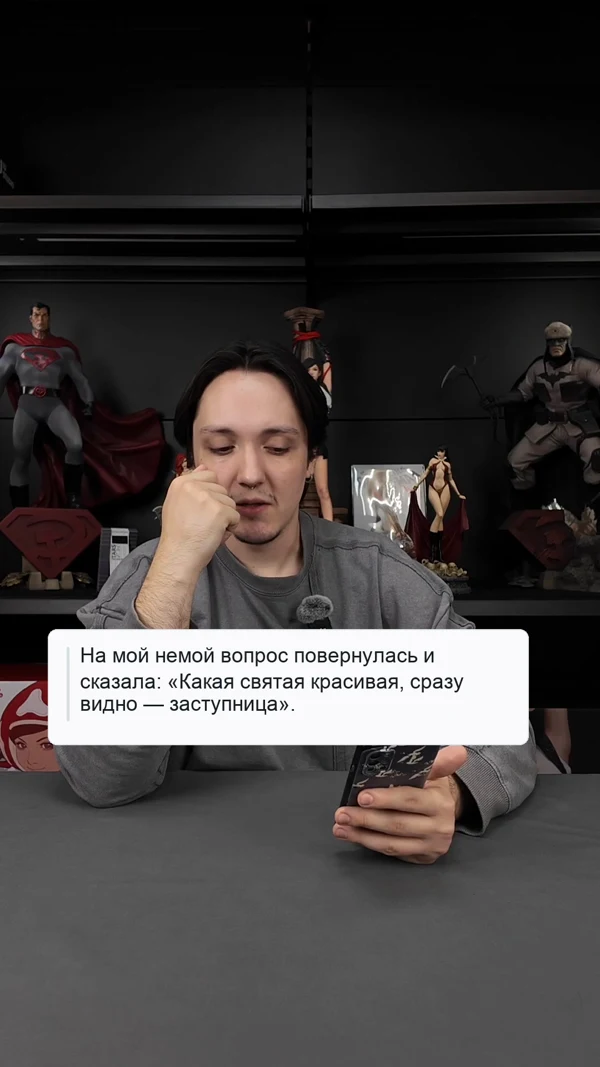 На мой немой вопрос повернулась и
сказала: «Какая святая красивая, сразу
видно — заступница».